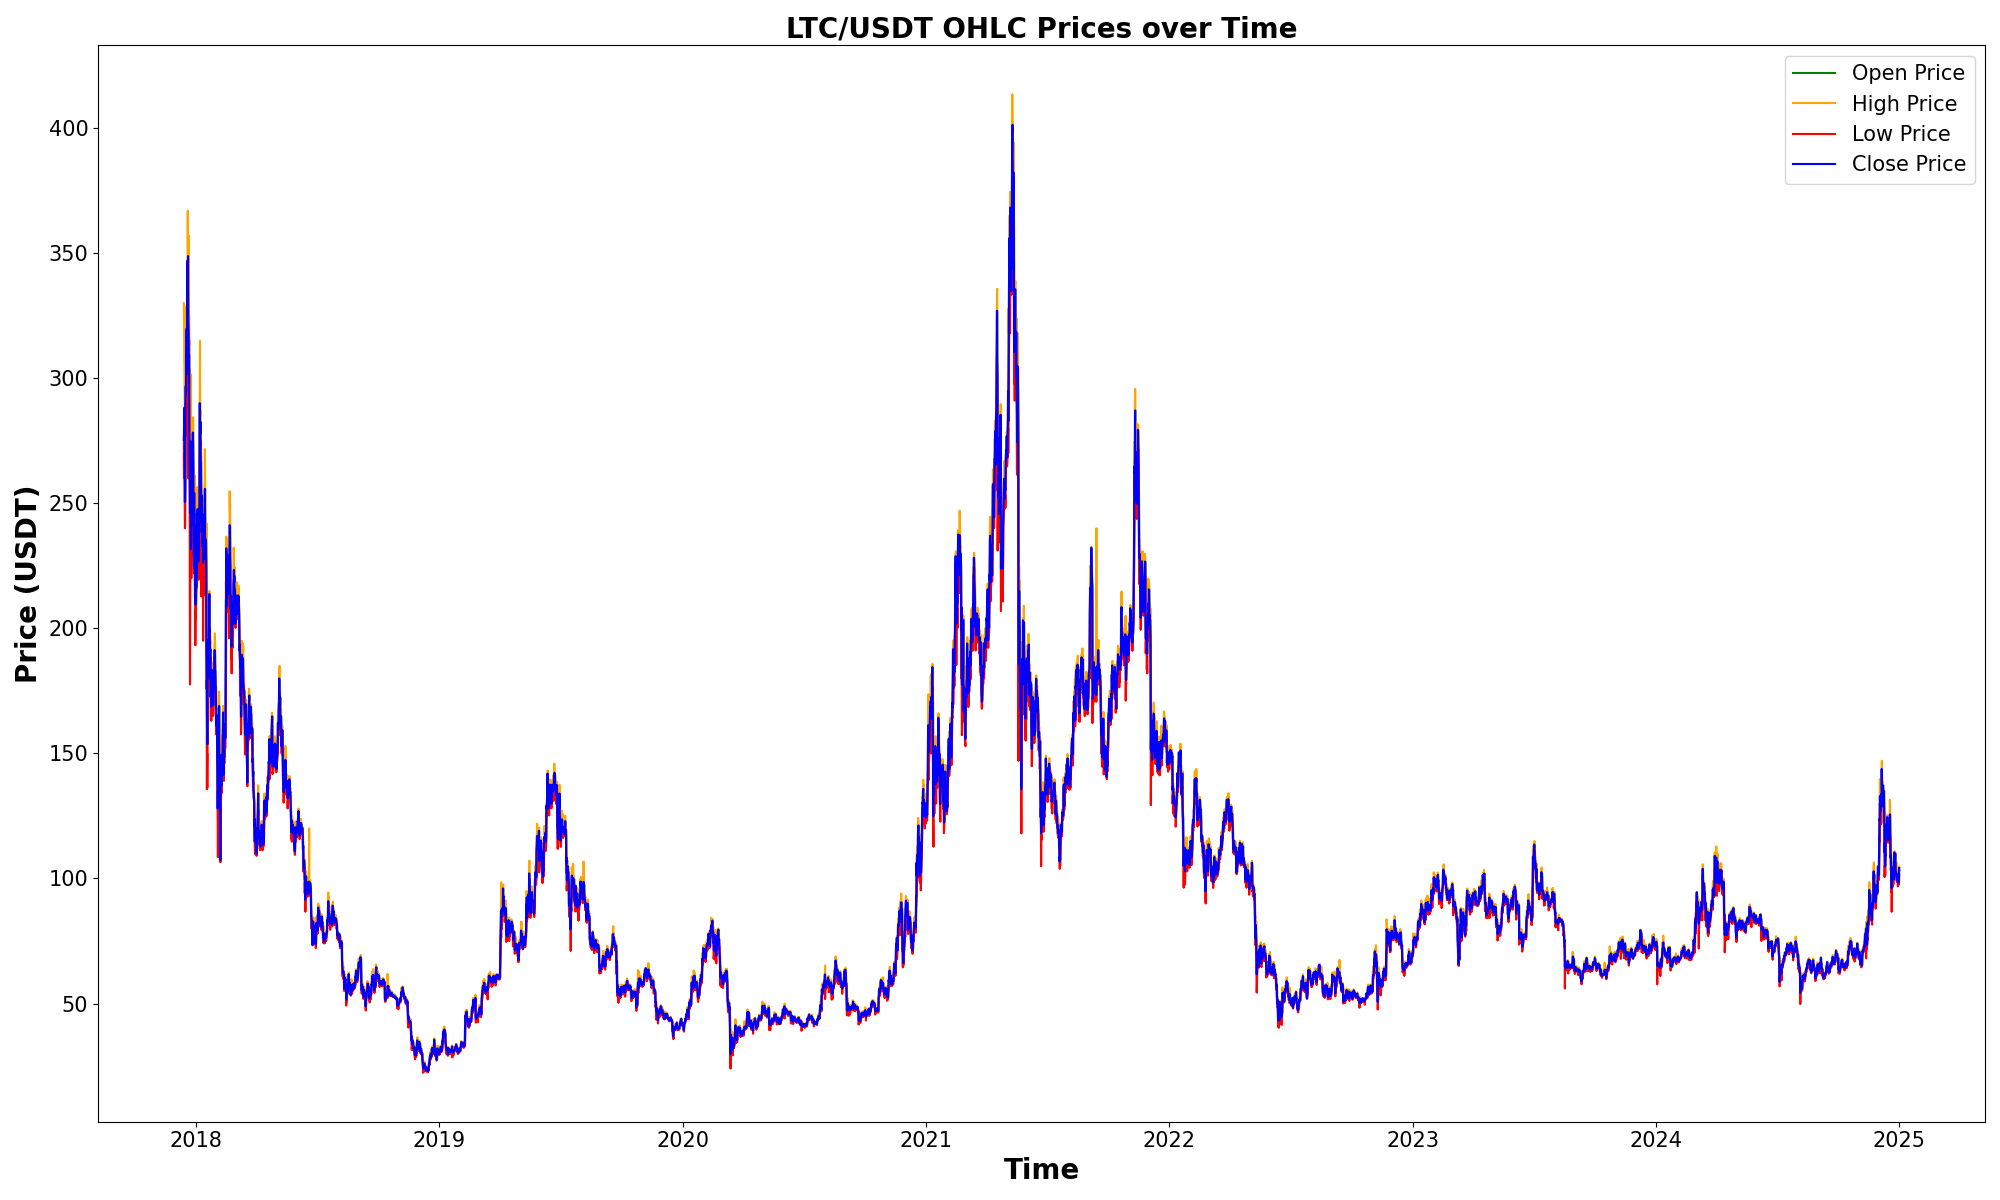 LTC/USDT OHLC Prices over Time
Open Price
High Price
Low Price
Close Price
Price (USDT)
400
350
300
250
200
150
100
50
2018 2019 2020 2021 2022 2023 2024 2025
Time